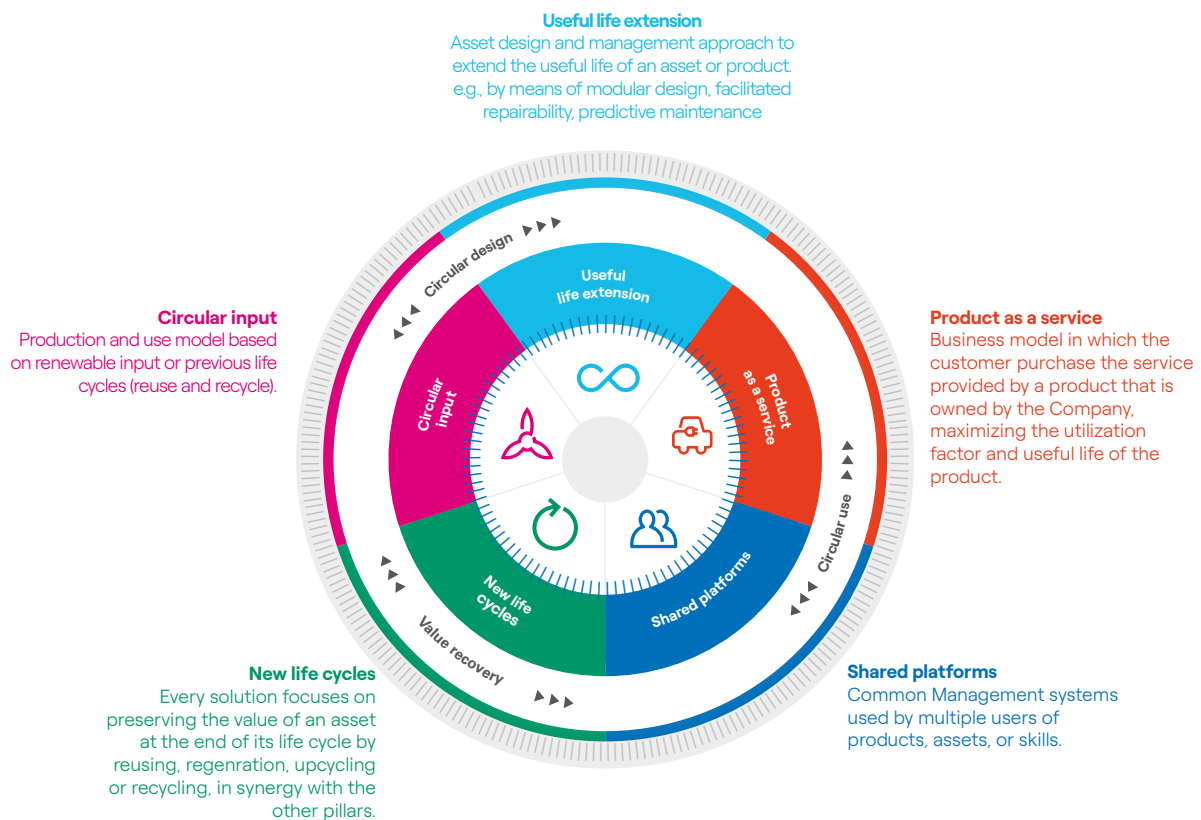 Useful life extension
Asset design and management approach to
extend the useful life of an asset or product.
e.g., by means of modular design, facilitated
repairability, predictive maintenance
Circular design
Useful
life extension
Circular input
Production and use model based
on renewable input or previous life
cycles (reuse and recycle).
Circular
input
Product
as a service
Product as a service
Business model in which the
customer purchase the service
provided by a product that is
owned by the Company,
maximizing the utilization
factor and useful life of the
product.
Circular use
New life
cycles
Shared platforms
Value recovery
New life cycles
Every solution focuses on
preserving the value of an asset
at the end of its life cycle by
reusing, regenration, upcycling
or recycling, in synergy with the
other pillars.
Shared platforms
Common Management systems
used by multiple users of
products, assets, or skills.